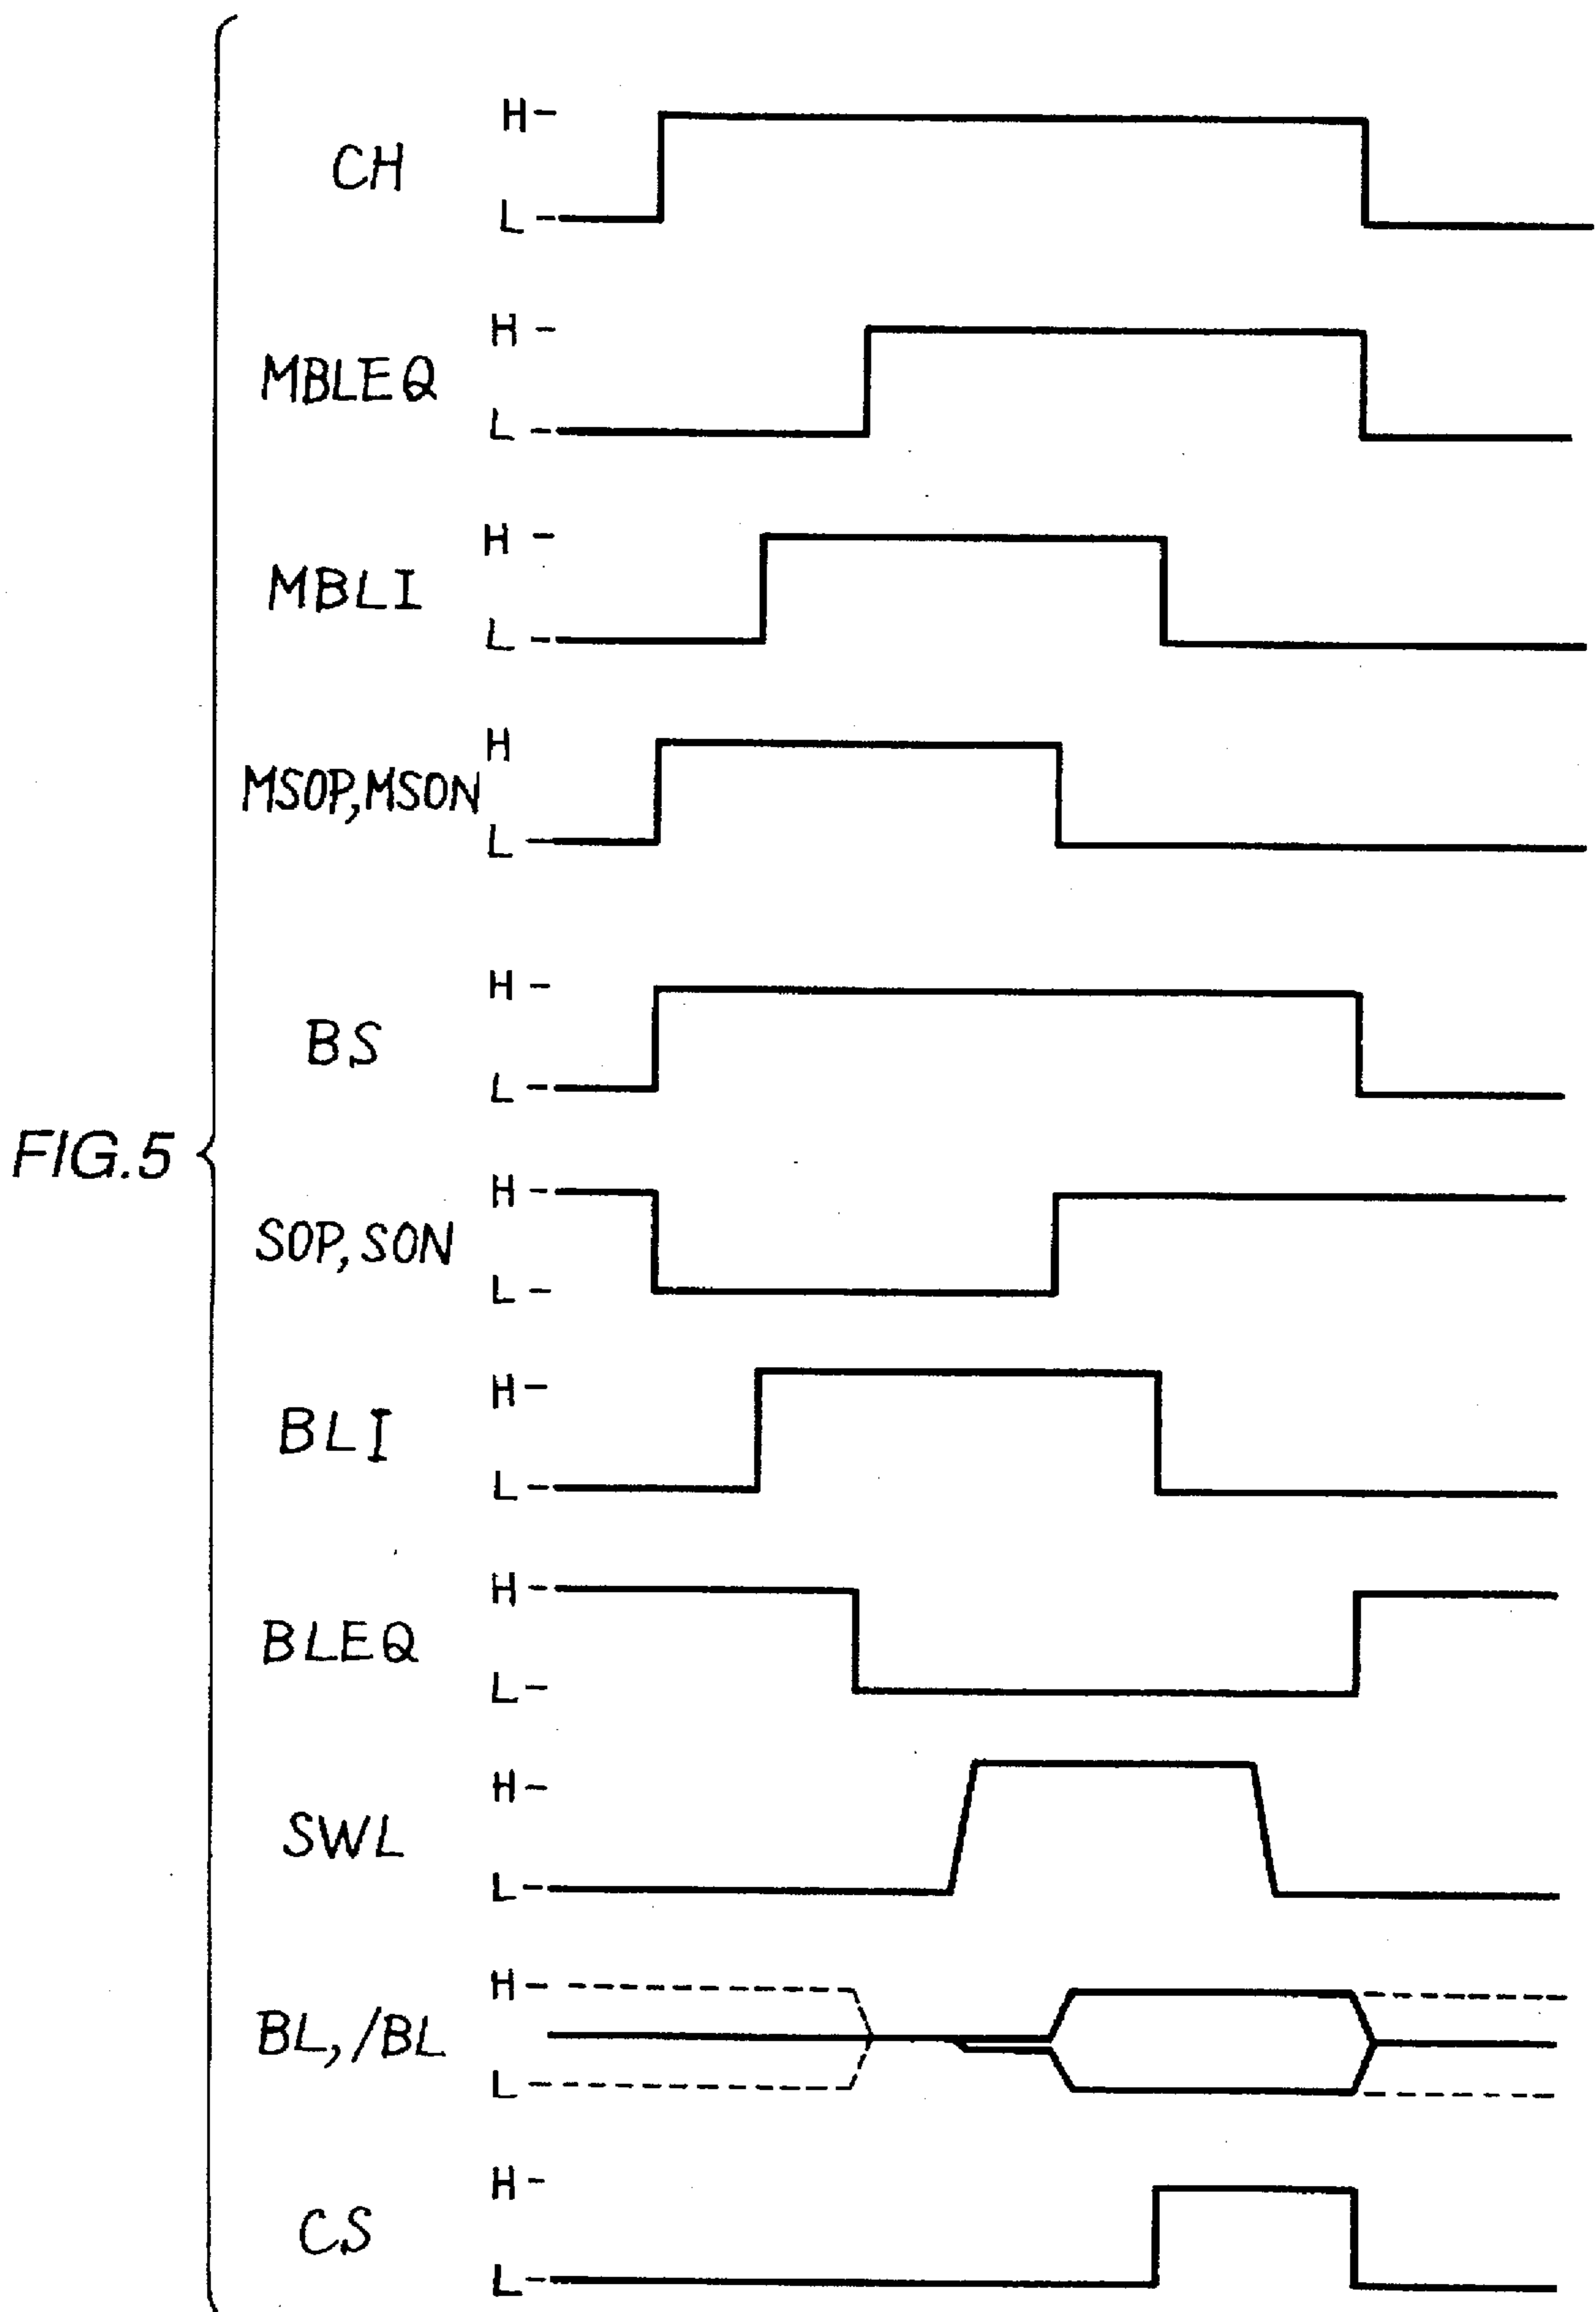 H-
CH
L-
H-
MBLEQ
L-
H-
MBLI
L-
H
MSOP,MSON
L-
H-
BS
L-
FIG.5
H-
SOP,SON
L-
H-
BLI
L-
H-
BLEQ
L-
H-
SWL
L-
H-
BL,/BL
L-
H-
CS
L-